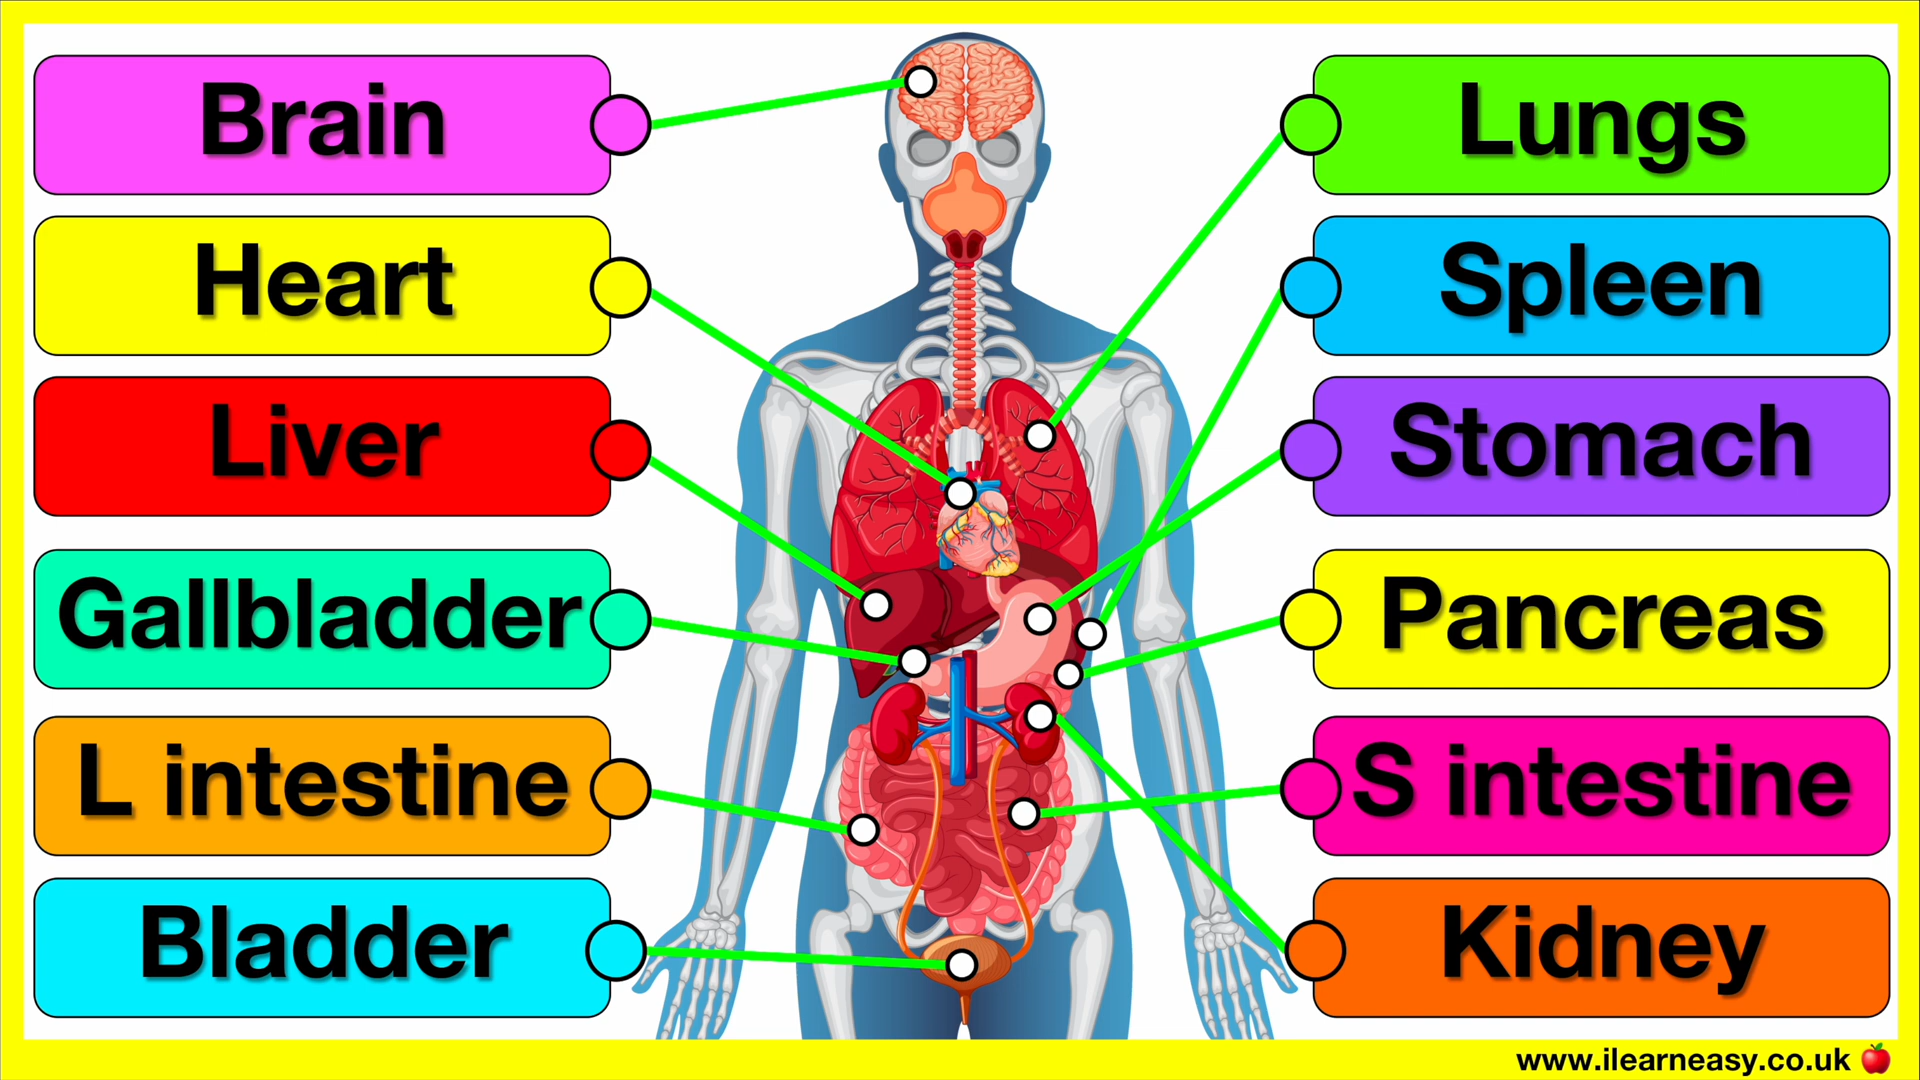 Brain
Heart
Liver
Gallbladder
L intestine
Bladder
Lungs
Spleen
Stomach
Pancreas
S intestine
Kidney
www.ilearneasy.co.uk